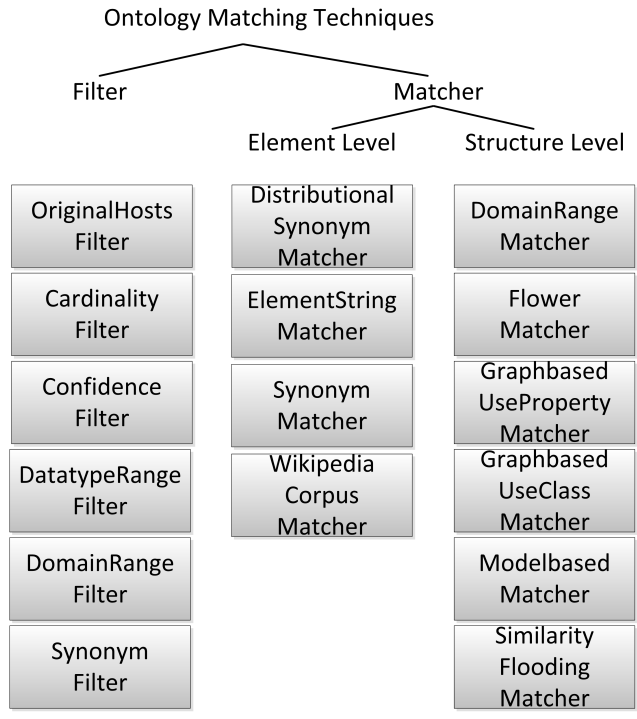 Ontology Matching Techniques
Filter
Matcher
Element Level
Structure Level
OriginalHosts
Filter
Cardinality
Filter
Confidence
Filter
DatatypeRange
Filter
DomainRange
Filter
Synonym
Filter
Distributional
Synonym
Matcher
ElementString
Matcher
Synonym
Matcher
Wikipedia
Corpus
Matcher
DomainRange
Matcher
Flower
Matcher
Graphbased
UseProperty
Matcher
Graphbased
UseClass
Matcher
Modelbased
Matcher
Similarity
Flooding
Matcher